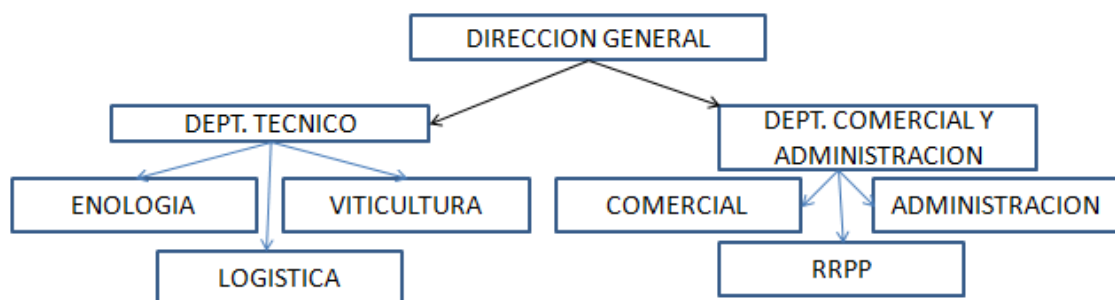 DIRECCION GENERAL
DEPT. TECNICO
DEPT. COMERCIAL Y
ADMINISTRACION
ENOLOGIA
VITICULTURA
COMERCIAL
ADMINISTRACION
LOGISTICA
RRPP